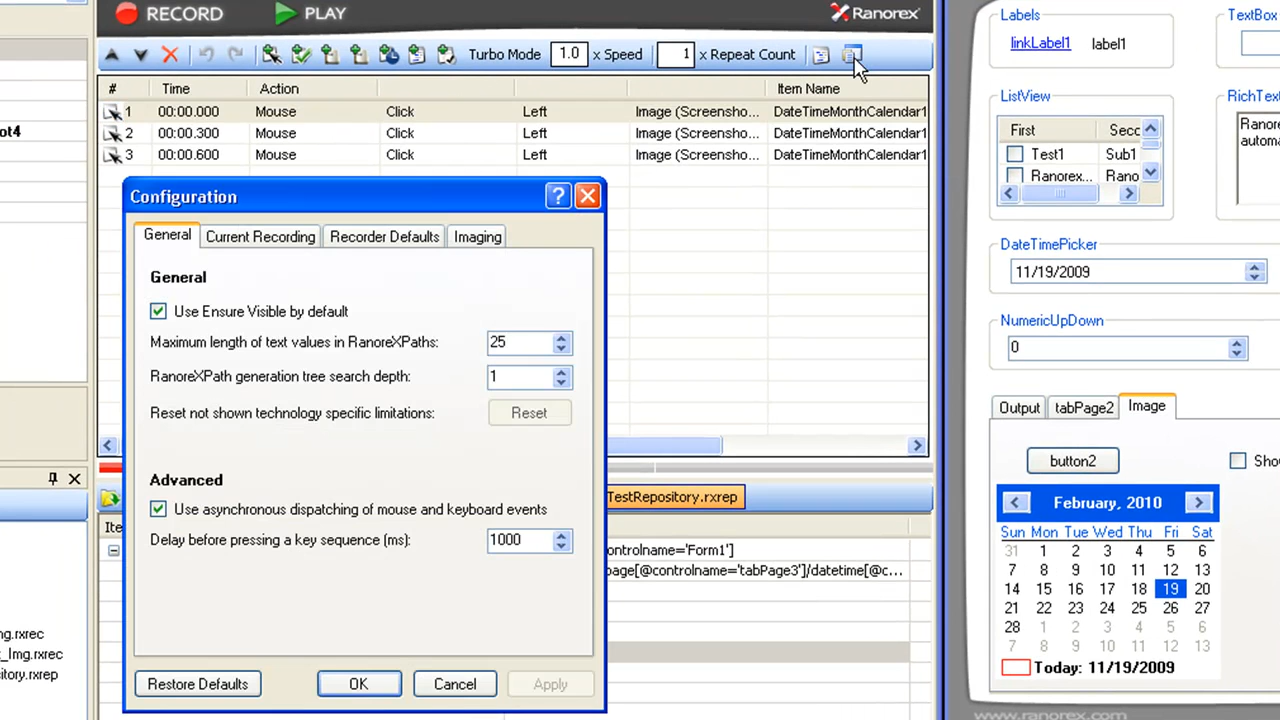 RECORD PLAY Ranorex
Turbo Mode 1.0 x Speed 1 x Repeat Count
# Time Action Item Name
1 00:00.000 Mouse Click Left Image (Screensho... DateTimeMonthCalendar1
2 00:00.300 Mouse Click Left Image (Screensho... DateTimeMonthCalendar1
3 00:00.600 Mouse Click Left Image (Screensho... DateTimeMonthCalendar1
ot4
Configuration
General Current Recording Recorder Defaults Imaging
General
Use Ensure Visible by default
Maximum length of text values in RanoreXPaths: 25
RanoreXPath generation tree search depth: 1
Reset not shown technology specific limitations: Reset
Advanced
Use asynchronous dispatching of mouse and keyboard events
Delay before pressing a key sequence (ms): 1000
Restore Defaults OK Cancel Apply
TestRepository.rxrep
Ite
ontrolname='Form1']
page[@controlname='tabPage3']/datetime[@c...
ng.rxrec
_Img.rxrec
itory.rxrep
Labels
linkLabel1 label1
TextBox
ListView
First Secc
Test1 Sub1
Ranorex... Rano
RichText
Ranore
automa
DateTimePicker
11/19/2009
NumericUpDown
0
Output tabPage2 Image
button2
Sho
February, 2010
Sun Mon Tue Wed Thu Fri Sat
31 1 2 3 4 5 6
7 8 9 10 11 12 13
14 15 16 17 18 19 20
21 22 23 24 25 26 27
28 1 2 3 4 5 6
7 8 9 10 11 12 13
Today: 11/19/2009
www.ranorex.com